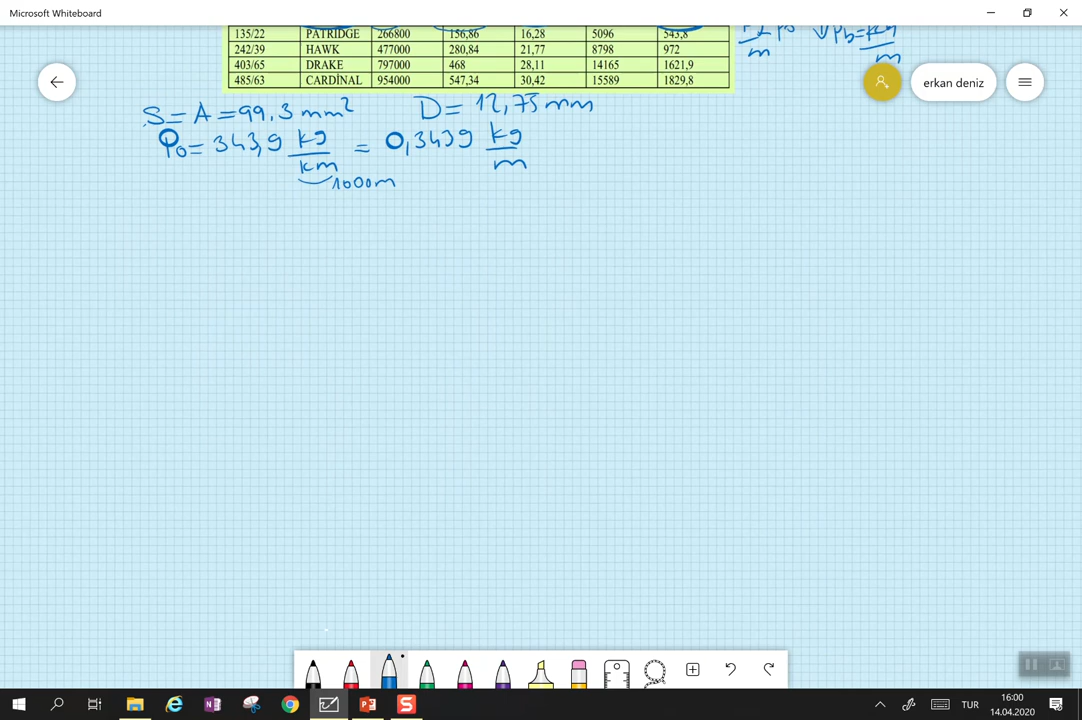 Microsoft Whiteboard
135/22 PATRIDGE 266800 156,86 16,28 5096 543,8
242/39 HAWK 477000 280,84 21,77 8798 972
403/65 DRAKE 797000 468 28,11 14165 1621,9
485/63 CARDİNAL 954000 547,34 30,42 15589 1829,8
m
Pb=kg
m
erkan deniz
S=A=99.3 mm² D=12,75mm
P₀=343,9 kg/km = 0,3439 kg/m
1000m
16:00
TUR
14.04.2020